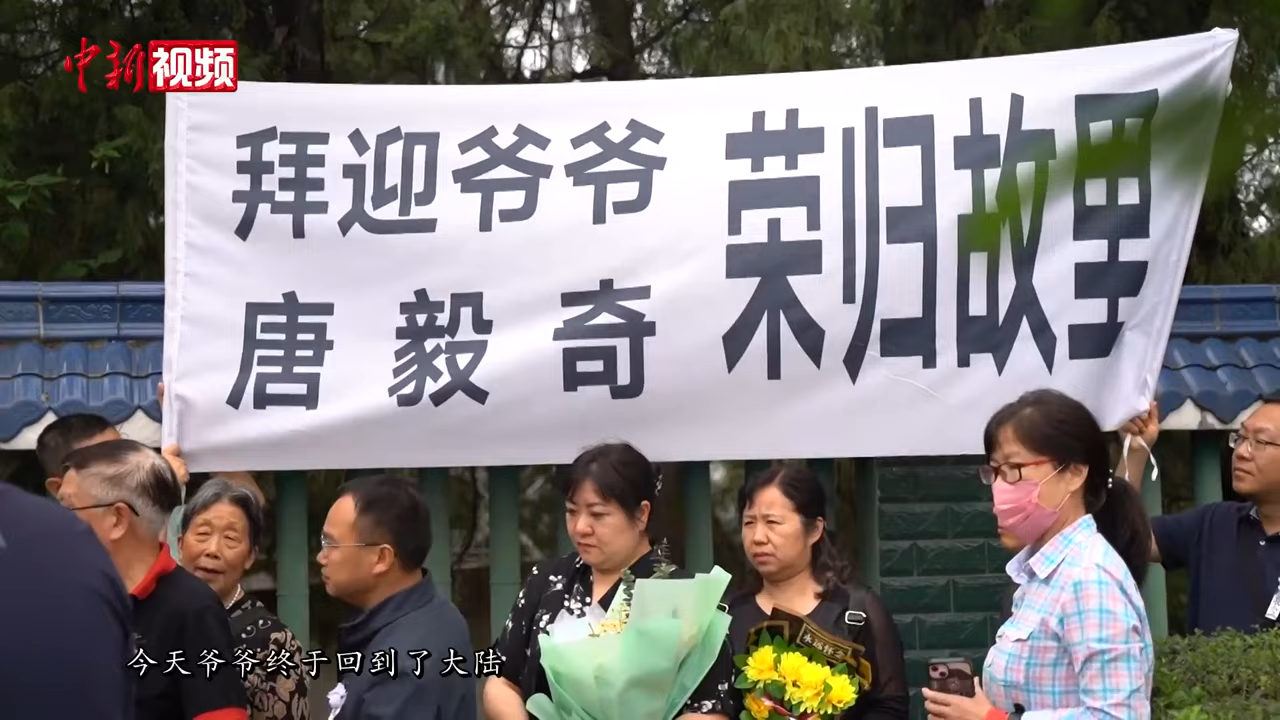 中新视频
拜迎爷爷
唐毅奇
荣归故里
今天爷爷终于回到了大陆